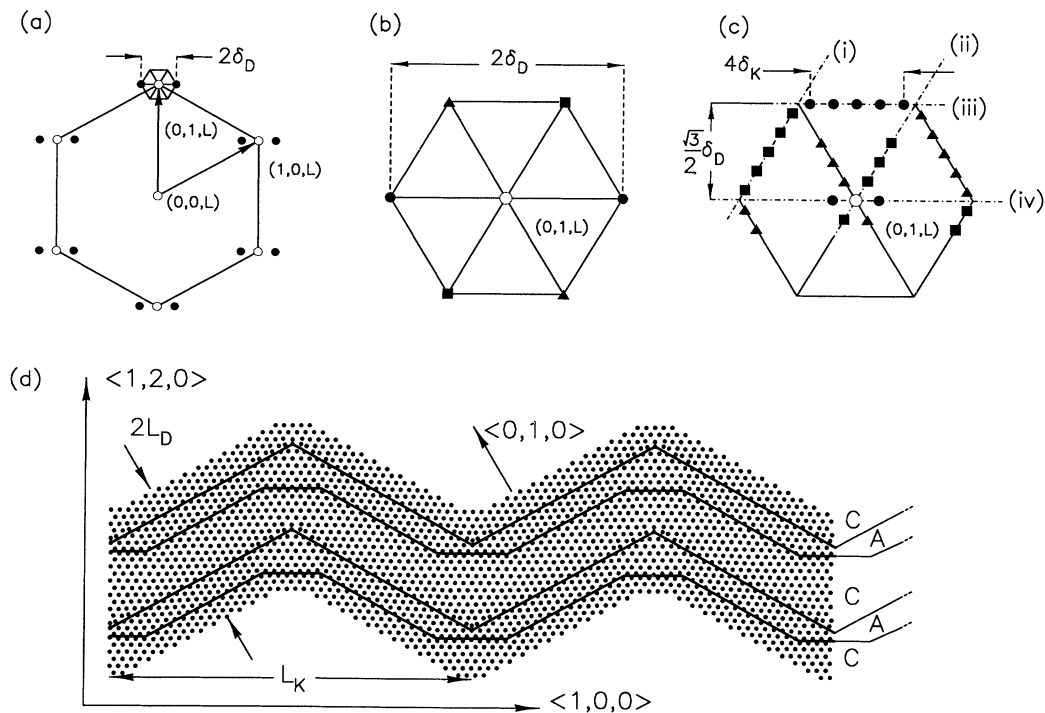 (a)
2δ_D
(0,1,L)
(1,0,L)
(0,0,L)
(b)
2δ_D
(0,1,L)
(c)
(i)
(ii)
4δ_K
(iii)
√3/2 δ_D
(iv)
(0,1,L)
(d)
<1,2,0>
2L_D
<0,1,0>
C
A
C
A
C
L_K
<1,0,0>